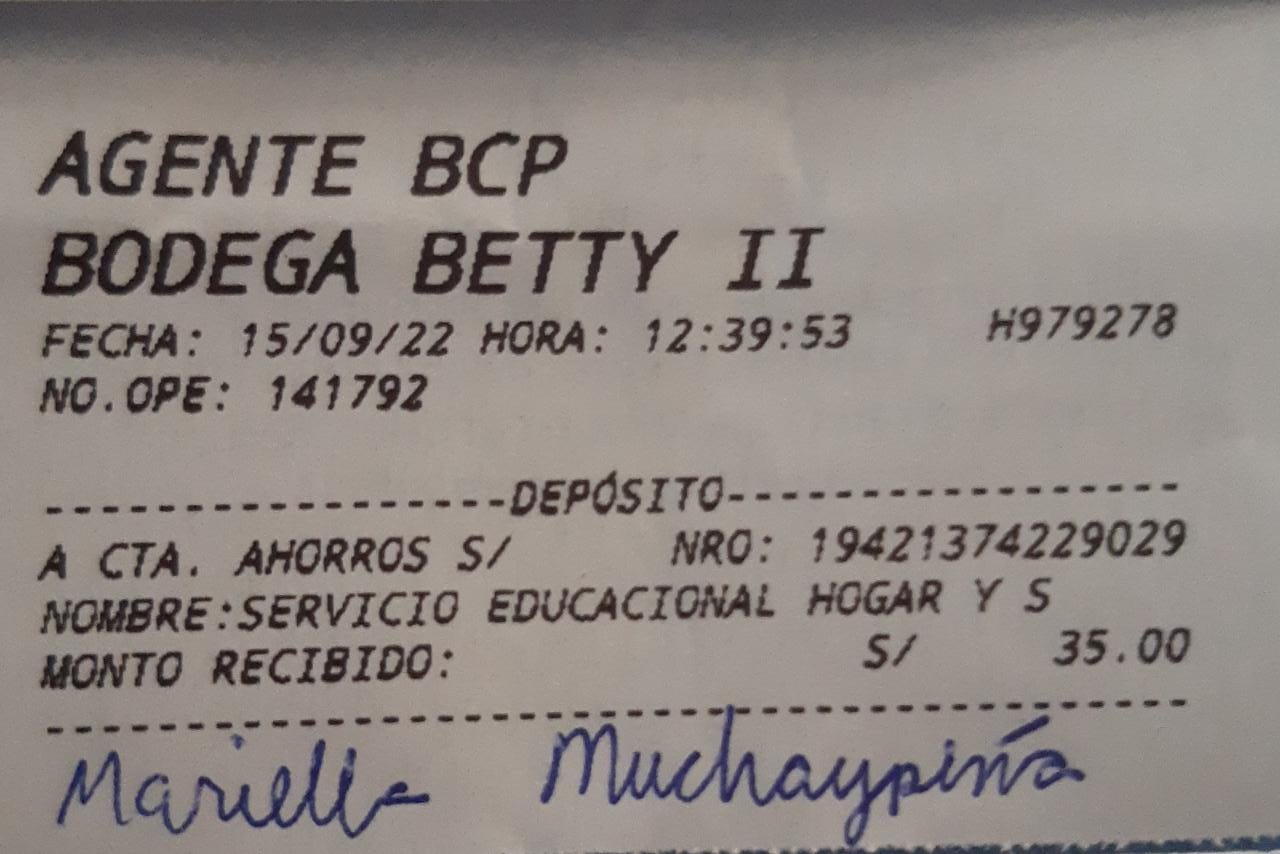 AGENTE BCP
BODEGA BETTY II
FECHA: 15/09/22 HORA: 12:39:53 H979278
NO.OPE: 141792
-----------------DEPÓSITO-----------------
A CTA. AHORROS S/ NRO: 19421374229029
NOMBRE:SERVICIO EDUCACIONAL HOGAR Y S
MONTO RECIBIDO: S/ 35.00
Mariella Muchaypiña